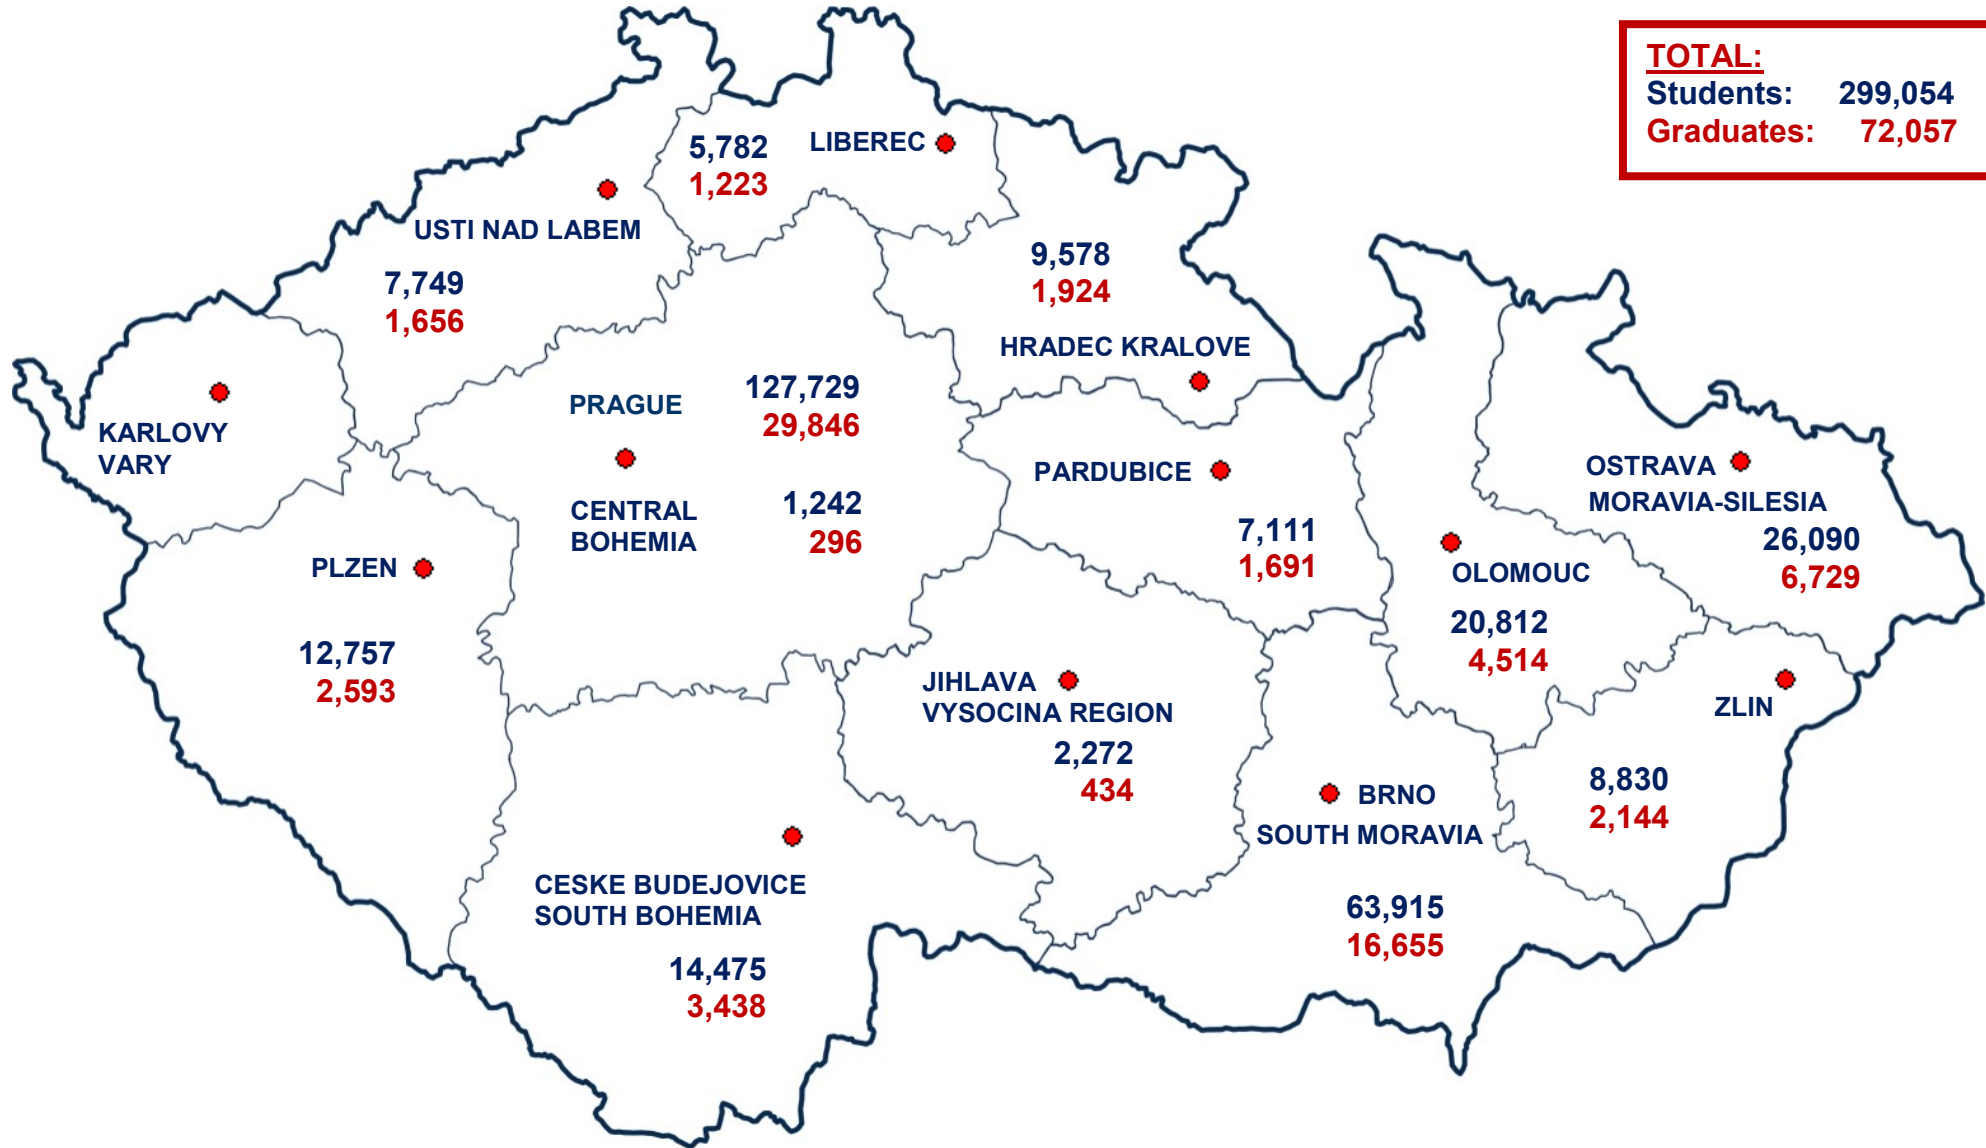 TOTAL:
Students: 299,054
Graduates: 72,057
5,782
1,223
LIBEREC
USTI NAD LABEM
7,749
1,656
9,578
1,924
HRADEC KRALOVE
KARLOVY
VARY
PRAGUE
127,729
29,846
CENTRAL
BOHEMIA
1,242
296
PARDUBICE
7,111
1,691
OSTRAVA
MORAVIA-SILESIA
26,090
6,729
PLZEN
12,757
2,593
OLOMOUC
20,812
4,514
JIHLAVA
VYSOCINA REGION
2,272
434
ZLIN
8,830
2,144
BRNO
SOUTH MORAVIA
63,915
16,655
CESKE BUDEJOVICE
SOUTH BOHEMIA
14,475
3,438